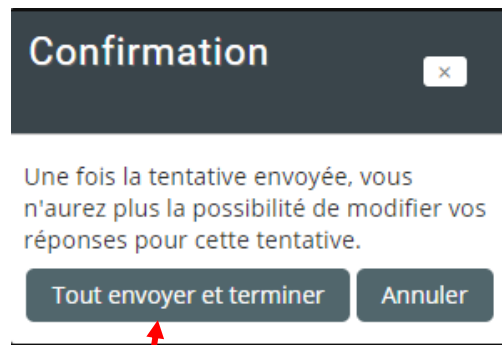 Confirmation
×
Une fois la tentative envoyée, vous
n'aurez plus la possibilité de modifier vos
réponses pour cette tentative.
Tout envoyer et terminer Annuler